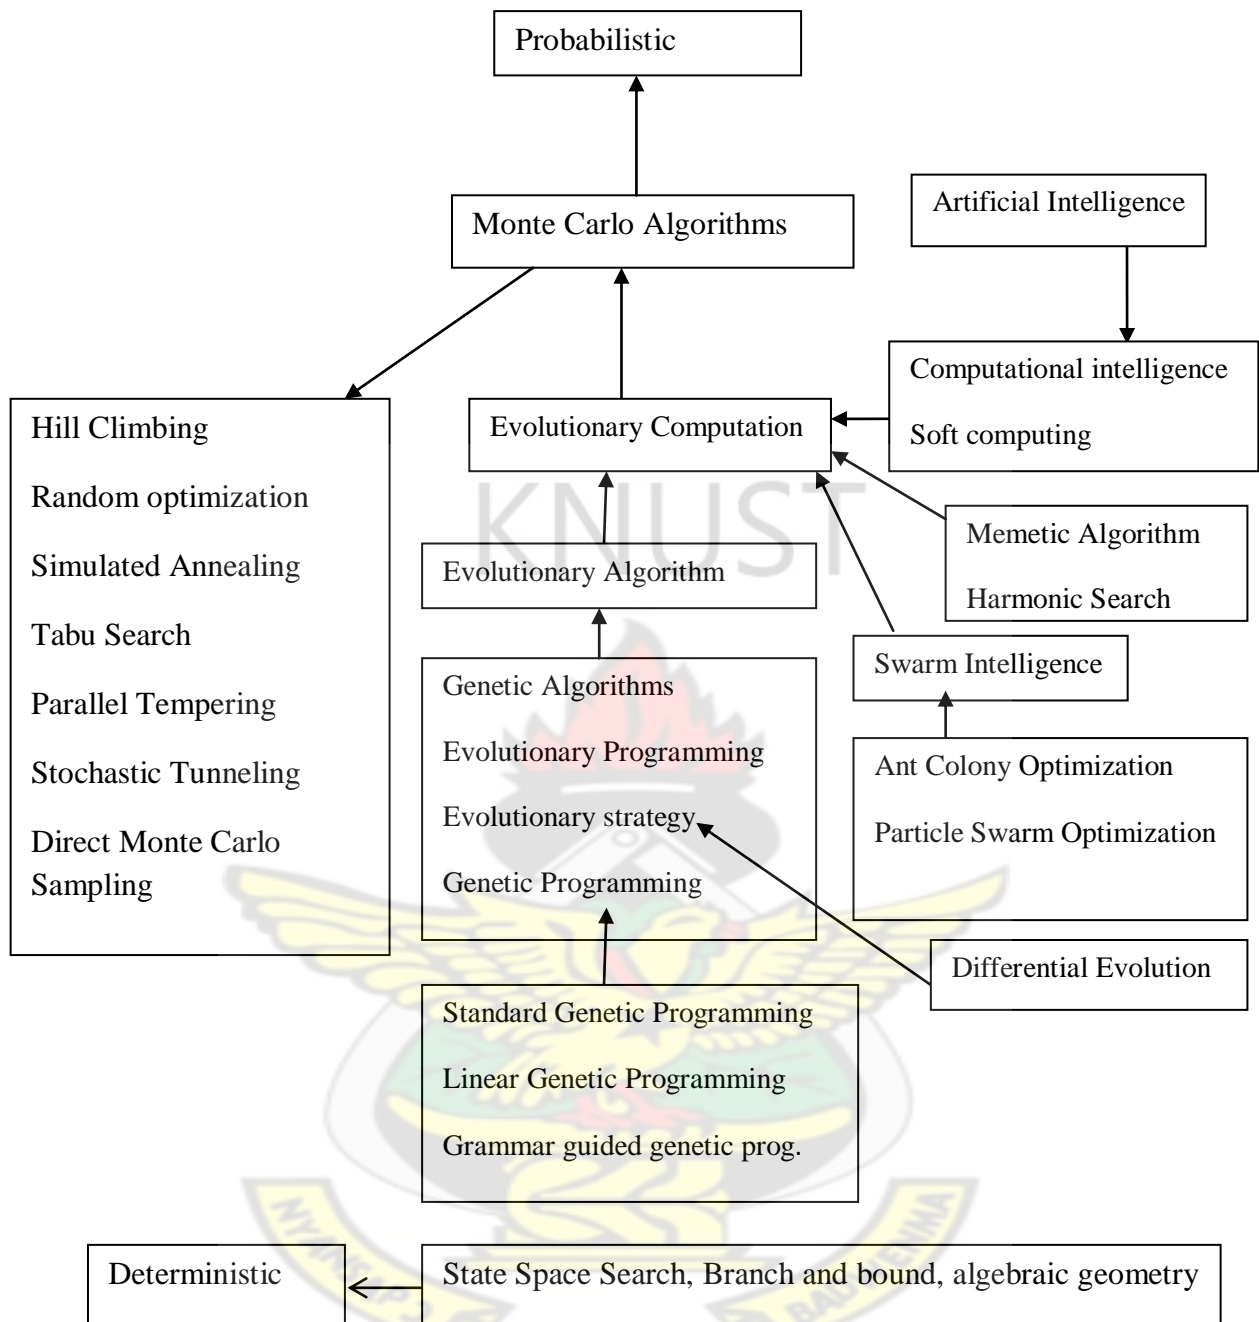 Probabilistic
Monte Carlo Algorithms
Artificial Intelligence
Computational intelligence
Soft computing
Hill Climbing
Random optimization
Simulated Annealing
Tabu Search
Parallel Tempering
Stochastic Tunneling
Direct Monte Carlo
Sampling
Evolutionary Computation
KNUST
Memetic Algorithm
Harmonic Search
Evolutionary Algorithm
Swarm Intelligence
Genetic Algorithms
Evolutionary Programming
Evolutionary strategy
Genetic Programming
Ant Colony Optimization
Particle Swarm Optimization
Differential Evolution
Standard Genetic Programming
Linear Genetic Programming
Grammar guided genetic prog.
Deterministic
State Space Search, Branch and bound, algebraic geometry